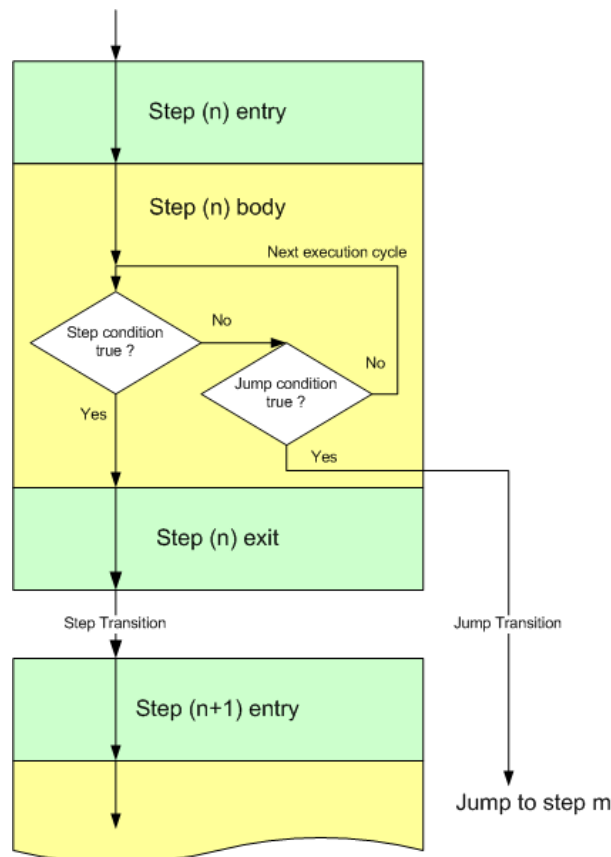 Step (n) entry
Step (n) body
Next execution cycle
Step condition
true ?
No
Jump condition
true ?
No
Yes
Yes
Step (n) exit
Step Transition
Jump Transition
Step (n+1) entry
Jump to step m